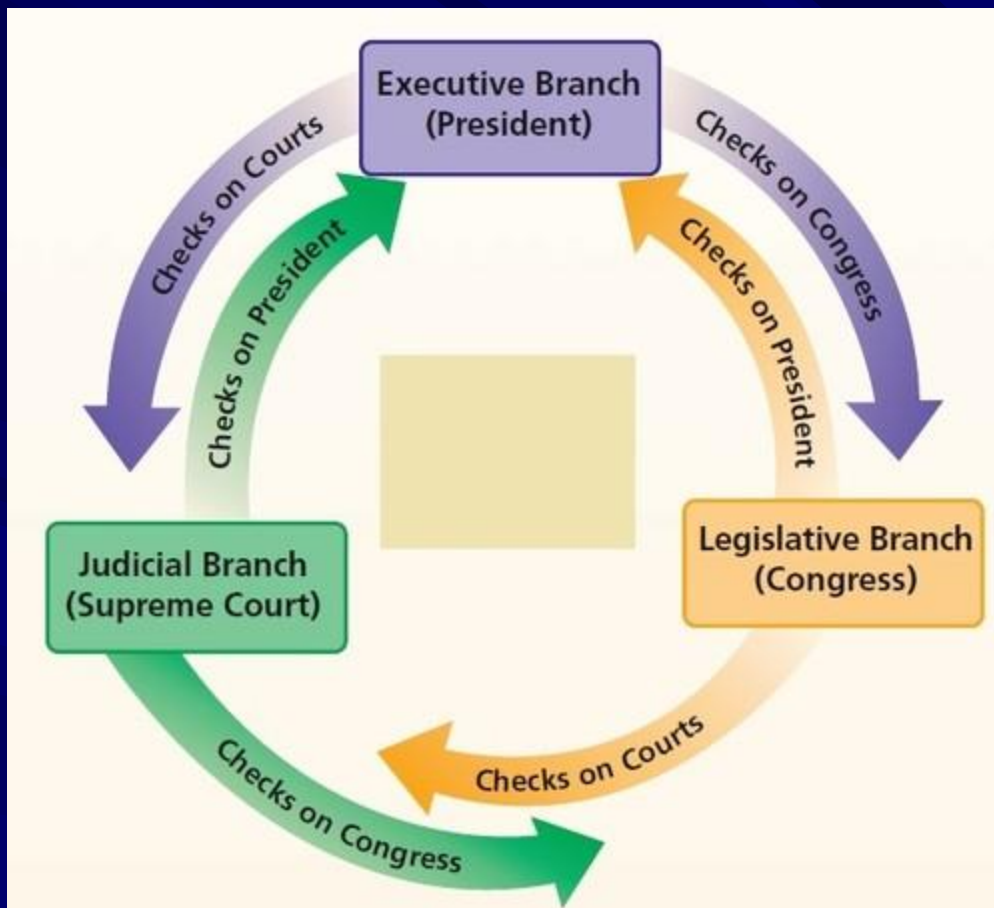 Executive Branch
(President)
Checks on Courts
Checks on President
Checks on President
Checks on Congress
Judicial Branch
(Supreme Court)
Legislative Branch
(Congress)
Checks on Courts
Checks on Congress